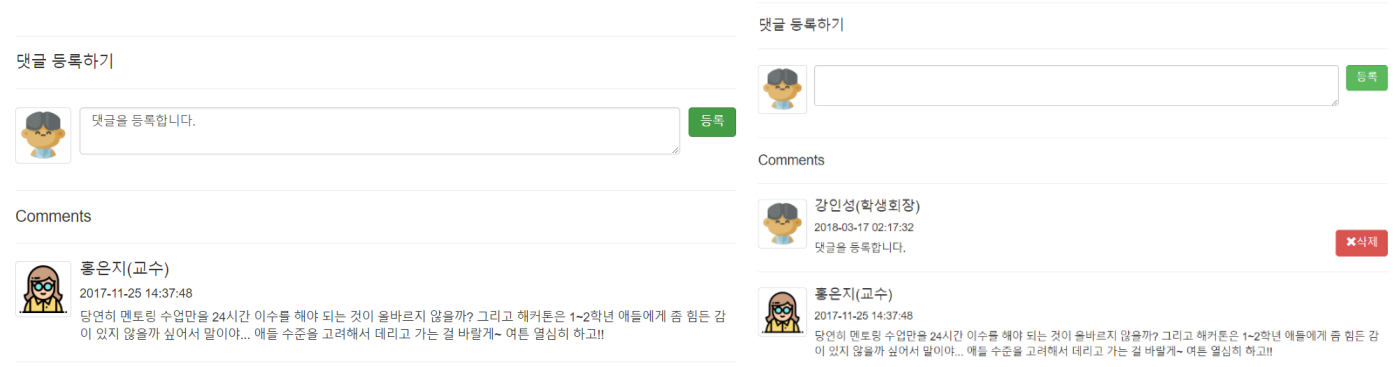 댓글 등록하기
댓글을 등록합니다.
등록
Comments
홍은지(교수)
2017-11-25 14:37:48
당연히 멘토링 수업만을 24시간 이수를 해야 되는 것이 올바르지 않을까? 그리고 해커톤은 1~2학년 애들에게 좀 힘든 감
이 있지 않을까 싶어서 말이야... 애들 수준을 고려해서 데리고 가는 걸 바랄게~ 여튼 열심히 하고!!
댓글 등록하기
등록
Comments
강인성(학생회장)
2018-03-17 02:17:32
댓글을 등록합니다.
✖삭제
홍은지(교수)
2017-11-25 14:37:48
당연히 멘토링 수업만을 24시간 이수를 해야 되는 것이 올바르지 않을까? 그리고 해커톤은 1~2학년 애들에게 좀 힘든 감
이 있지 않을까 싶어서 말이야... 애들 수준을 고려해서 데리고 가는 걸 바랄게~ 여튼 열심히 하고!!